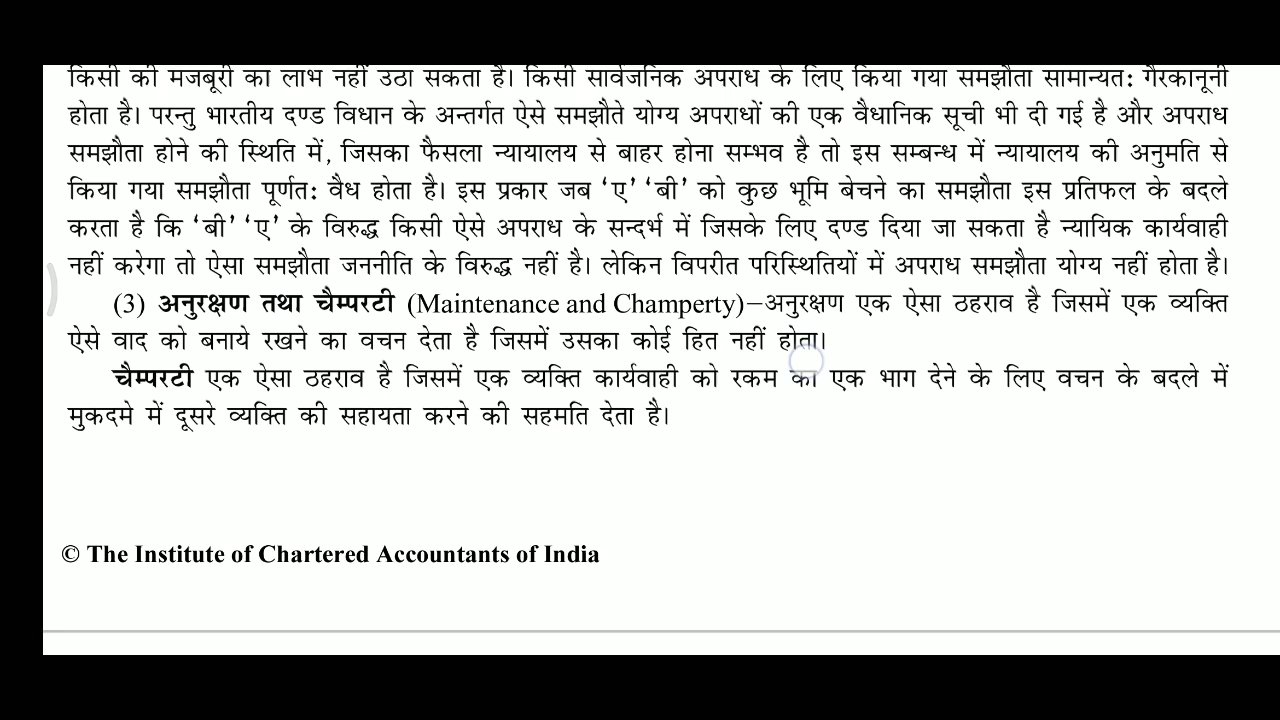 किसी की मजबूरी का लाभ नहीं उठा सकता है। किसी सार्वजनिक अपराध के लिए किया गया समझौता सामान्यत: गैरकानूनी
होता है। परन्तु भारतीय दण्ड विधान के अन्तर्गत ऐसे समझौते योग्य अपराधों की एक वैधानिक सूची भी दी गई है और अपराध
समझौता होने की स्थिति में, जिसका फैसला न्यायालय से बाहर होना सम्भव है तो इस सम्बन्ध में न्यायालय की अनुमति से
किया गया समझौता पूर्णत: वैध होता है। इस प्रकार जब ‘ए’ ‘बी’ को कुछ भूमि बेचने का समझौता इस प्रतिफल के बदले
करता है कि ‘बी’ ‘ए’ के विरुद्ध किसी ऐसे अपराध के सन्दर्भ में जिसके लिए दण्ड दिया जा सकता है न्यायिक कार्यवाही
नहीं करेगा तो ऐसा समझौता जननीति के विरुद्ध नहीं है। लेकिन विपरीत परिस्थितियों में अपराध समझौता योग्य नहीं होता है।
(3) अनुरक्षण तथा चैम्परटी (Maintenance and Champerty)–अनुरक्षण एक ऐसा ठहराव है जिसमें एक व्यक्ति
ऐसे वाद को बनाये रखने का वचन देता है जिसमें उसका कोई हित नहीं होता।
चैम्परटी एक ऐसा ठहराव है जिसमें एक व्यक्ति कार्यवाही को रकम का एक भाग देने के लिए वचन के बदले में
मुकदमे में दूसरे व्यक्ति की सहायता करने की सहमति देता है।
© The Institute of Chartered Accountants of India